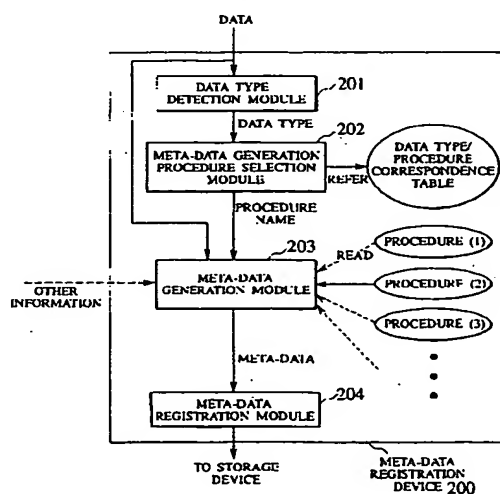 DATA
DATA TYPE
DETECTION MODULE
201
DATA TYPE
202
META-DATA GENERATION
PROCEDURE SELECTION
MODULE
REFER
DATA TYPE/
PROCEDURE
CORRESPONDENCE
TABLE
PROCEDURE
NAME
203
READ
PROCEDURE (1)
OTHER
INFORMATION
META-DATA
GENERATION MODULE
PROCEDURE (2)
PROCEDURE (3)
META-DATA
META-DATA
REGISTRATION MODULE
204
TO STORAGE
DEVICE
META-DATA
REGISTRATION
DEVICE 200